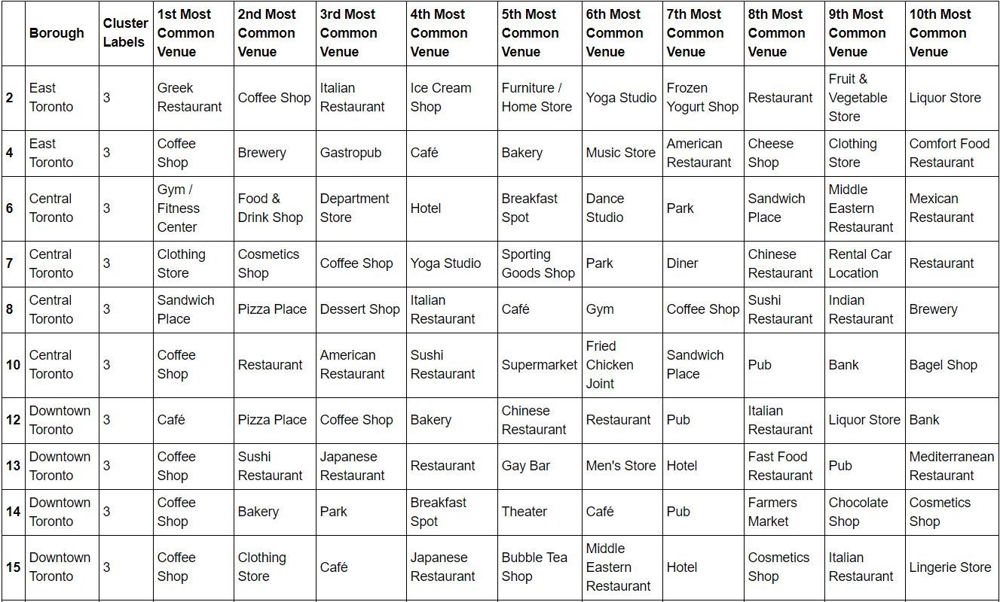 Borough | Cluster Labels | 1st Most Common Venue | 2nd Most Common Venue | 3rd Most Common Venue | 4th Most Common Venue | 5th Most Common Venue | 6th Most Common Venue | 7th Most Common Venue | 8th Most Common Venue | 9th Most Common Venue | 10th Most Common Venue
2 | East Toronto | 3 | Greek Restaurant | Coffee Shop | Italian Restaurant | Ice Cream Shop | Furniture / Home Store | Yoga Studio | Frozen Yogurt Shop | Restaurant | Fruit & Vegetable Store | Liquor Store
4 | East Toronto | 3 | Coffee Shop | Brewery | Gastropub | Café | Bakery | Music Store | American Restaurant | Cheese Shop | Clothing Store | Comfort Food Restaurant
6 | Central Toronto | 3 | Gym / Fitness Center | Food & Drink Shop | Department Store | Hotel | Breakfast Spot | Dance Studio | Park | Sandwich Place | Middle Eastern Restaurant | Mexican Restaurant
7 | Central Toronto | 3 | Clothing Store | Cosmetics Shop | Coffee Shop | Yoga Studio | Sporting Goods Shop | Park | Diner | Chinese Restaurant | Rental Car Location | Restaurant
8 | Central Toronto | 3 | Sandwich Place | Pizza Place | Dessert Shop | Italian Restaurant | Café | Gym | Coffee Shop | Sushi Restaurant | Indian Restaurant | Brewery
10 | Central Toronto | 3 | Coffee Shop | Restaurant | American Restaurant | Sushi Restaurant | Supermarket | Fried Chicken Joint | Sandwich Place | Pub | Bank | Bagel Shop
12 | Downtown Toronto | 3 | Café | Pizza Place | Coffee Shop | Bakery | Chinese Restaurant | Restaurant | Pub | Italian Restaurant | Liquor Store | Bank
13 | Downtown Toronto | 3 | Coffee Shop | Sushi Restaurant | Japanese Restaurant | Restaurant | Gay Bar | Men's Store | Hotel | Fast Food Restaurant | Pub | Mediterranean Restaurant
14 | Downtown Toronto | 3 | Coffee Shop | Bakery | Park | Breakfast Spot | Theater | Café | Pub | Farmers Market | Chocolate Shop | Cosmetics Shop
15 | Downtown Toronto | 3 | Coffee Shop | Clothing Store | Café | Japanese Restaurant | Bubble Tea Shop | Middle Eastern Restaurant | Hotel | Cosmetics Shop | Italian Restaurant | Lingerie Store